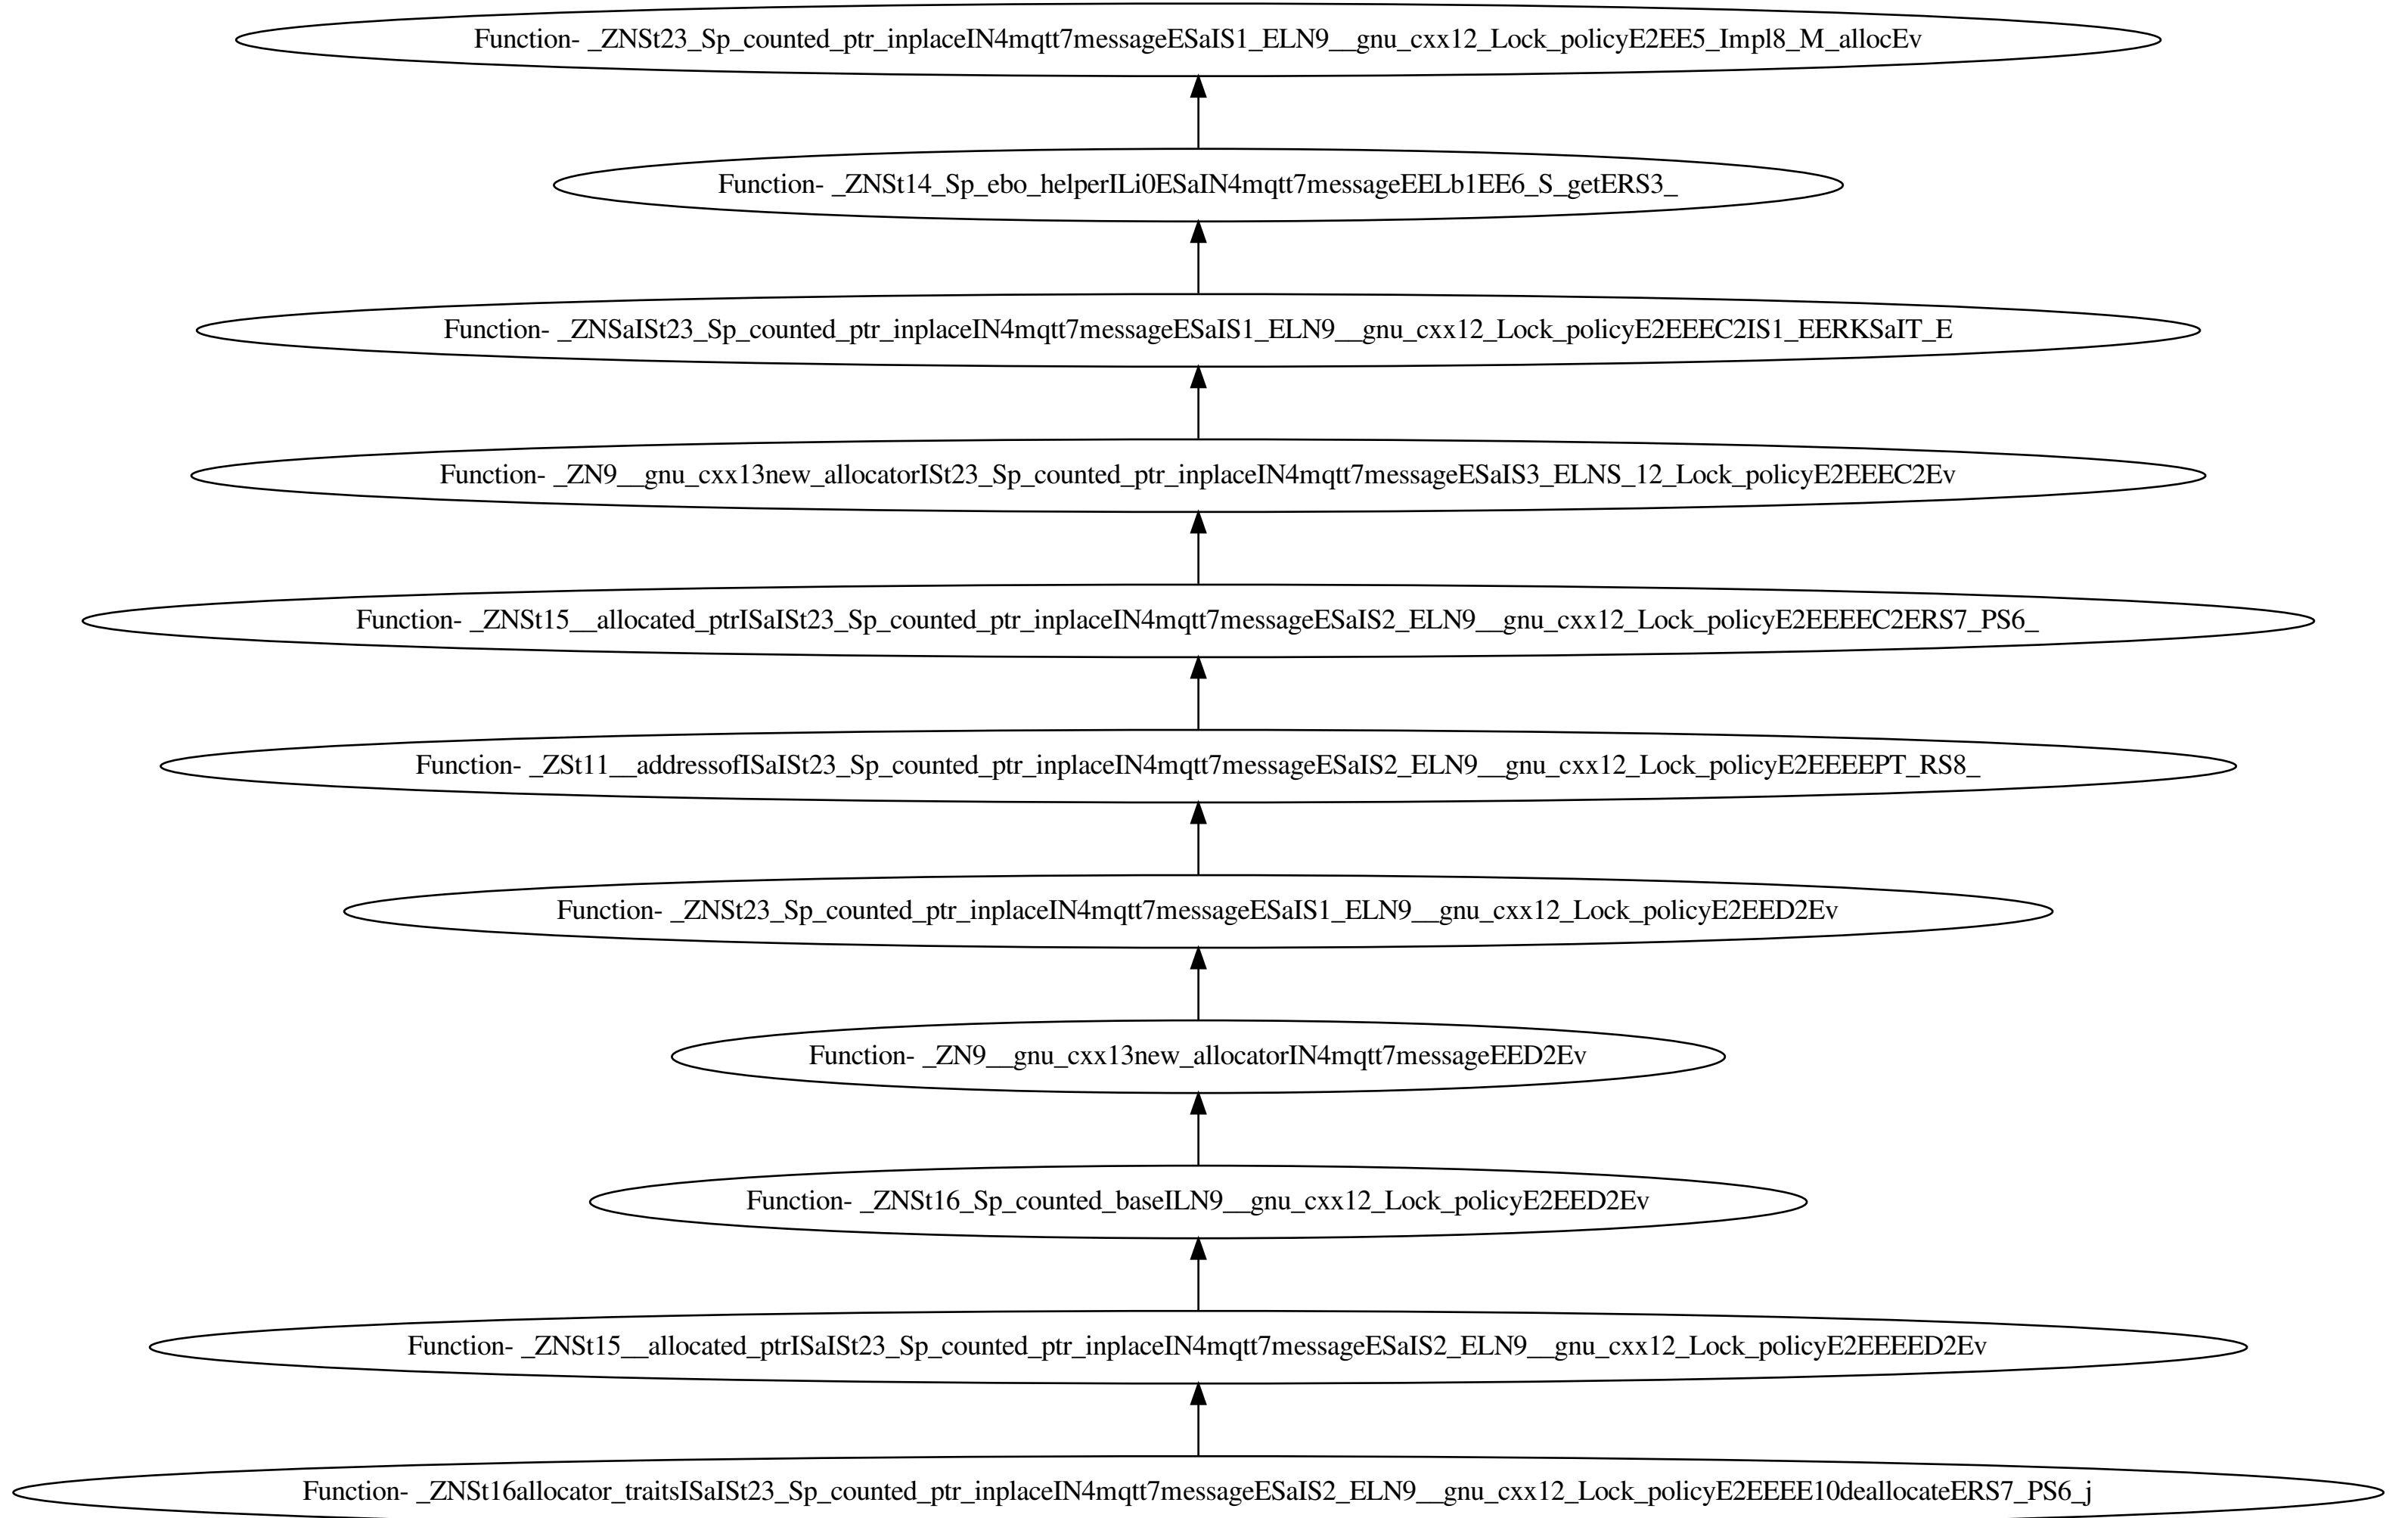 Function- _ZNSt23_Sp_counted_ptr_inplaceIN4mqtt7messageESaIS1_ELN9__gnu_cxx12_Lock_policyE2EE5_Impl8_M_allocEv
Function- _ZNSt14_Sp_ebo_helperILi0ESaIN4mqtt7messageEELb1EE6_S_getERS3_
Function- _ZNSaISt23_Sp_counted_ptr_inplaceIN4mqtt7messageESaIS1_ELN9__gnu_cxx12_Lock_policyE2EEEC2IS1_EERKSaIT_E
Function- _ZN9__gnu_cxx13new_allocatorISt23_Sp_counted_ptr_inplaceIN4mqtt7messageESaIS3_ELNS_12_Lock_policyE2EEEC2Ev
Function- _ZNSt15__allocated_ptrISaISt23_Sp_counted_ptr_inplaceIN4mqtt7messageESaIS2_ELN9__gnu_cxx12_Lock_policyE2EEEEC2ERS7_PS6_
Function- _ZSt11__addressofISaISt23_Sp_counted_ptr_inplaceIN4mqtt7messageESaIS2_ELN9__gnu_cxx12_Lock_policyE2EEEEPT_RS8_
Function- _ZNSt23_Sp_counted_ptr_inplaceIN4mqtt7messageESaIS1_ELN9__gnu_cxx12_Lock_policyE2EED2Ev
Function- _ZN9__gnu_cxx13new_allocatorIN4mqtt7messageEED2Ev
Function- _ZNSt16_Sp_counted_baseILN9__gnu_cxx12_Lock_policyE2EED2Ev
Function- _ZNSt15__allocated_ptrISaISt23_Sp_counted_ptr_inplaceIN4mqtt7messageESaIS2_ELN9__gnu_cxx12_Lock_policyE2EEEED2Ev
Function- _ZNSt16allocator_traitsISaISt23_Sp_counted_ptr_inplaceIN4mqtt7messageESaIS2_ELN9__gnu_cxx12_Lock_policyE2EEEE10deallocateERS7_PS6_j